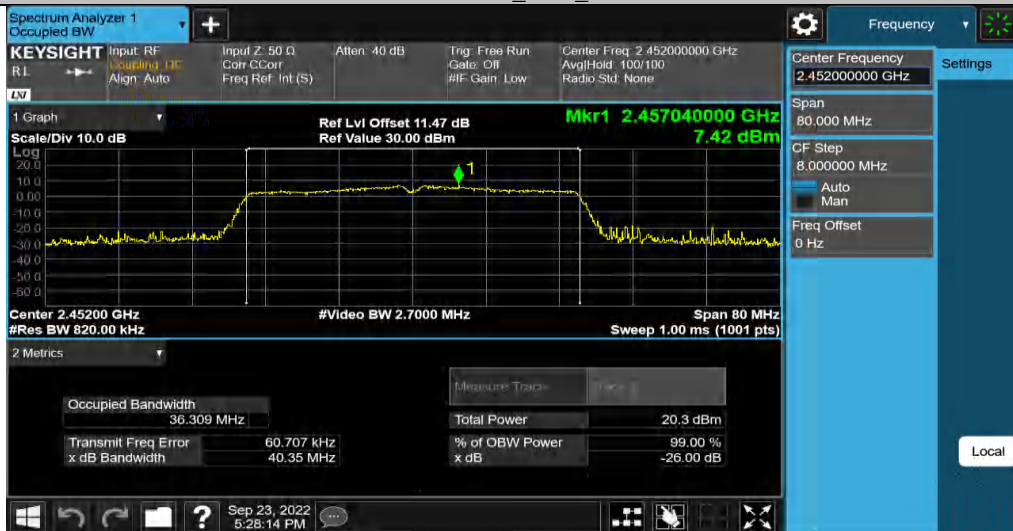 Spectrum Analyzer 1
Occupied BW
+
Frequency
KEYSIGHT
RL
LXI
Input: RF
Coupling: DC
Align: Auto
Input Z: 50 Ω
Corr CCorr
Freq Ref: Int (S)
Atten: 40 dB
Trig: Free Run
Gate: Off
#IF Gain: Low
Center Freq: 2.452000000 GHz
Avg|Hold: 100/100
Radio Std: None
1 Graph
Scale/Div 10.0 dB
Ref Lvl Offset 11.47 dB
Ref Value 30.00 dBm
Mkr1 2.457040000 GHz
7.42 dBm
Log
20.0
10.0
0.00
-10.0
-20.0
-30.0
-40.0
-50.0
-60.0
1
Center 2.45200 GHz
#Res BW 820.00 kHz
#Video BW 2.7000 MHz
Span 80 MHz
Sweep 1.00 ms (1001 pts)
2 Metrics
Measure Trace
Trace 1
Occupied Bandwidth
36.309 MHz
Total Power 20.3 dBm
Transmit Freq Error 60.707 kHz
% of OBW Power 99.00 %
x dB Bandwidth 40.35 MHz
x dB -26.00 dB
Center Frequency
2.452000000 GHz
Settings
Span
80.000 MHz
CF Step
8.000000 MHz
Auto
Man
Freq Offset
0 Hz
Local
?
Sep 23, 2022
5:28:14 PM